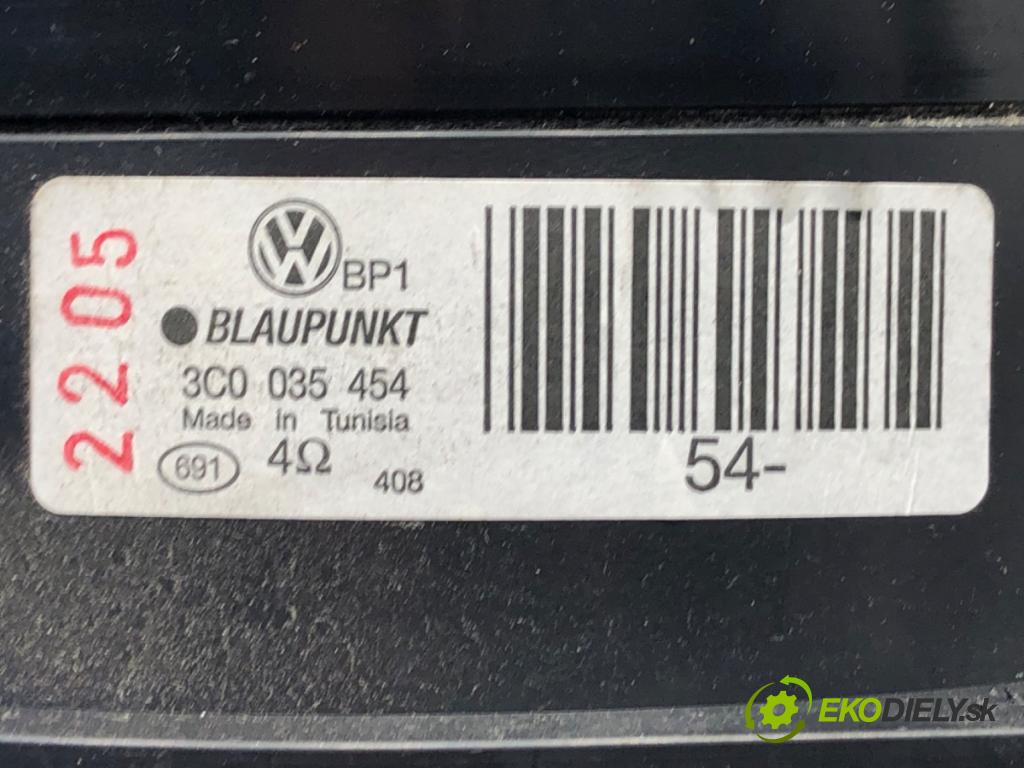 2205
BP1
BLAUPUNKT
3C0 035 454
Made in Tunisia
691 4Ω 408
54-
EKODIELY.sk